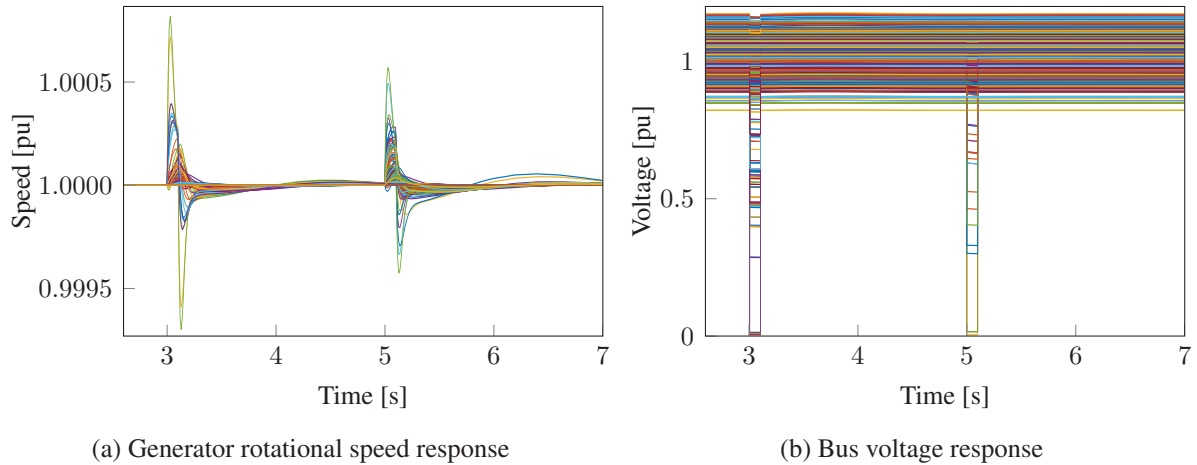 1.0005
1.0000
0.9995
Speed [pu]
3 4 5 6 7
Time [s]
(a) Generator rotational speed response
1
0.5
0
Voltage [pu]
3 4 5 6 7
Time [s]
(b) Bus voltage response